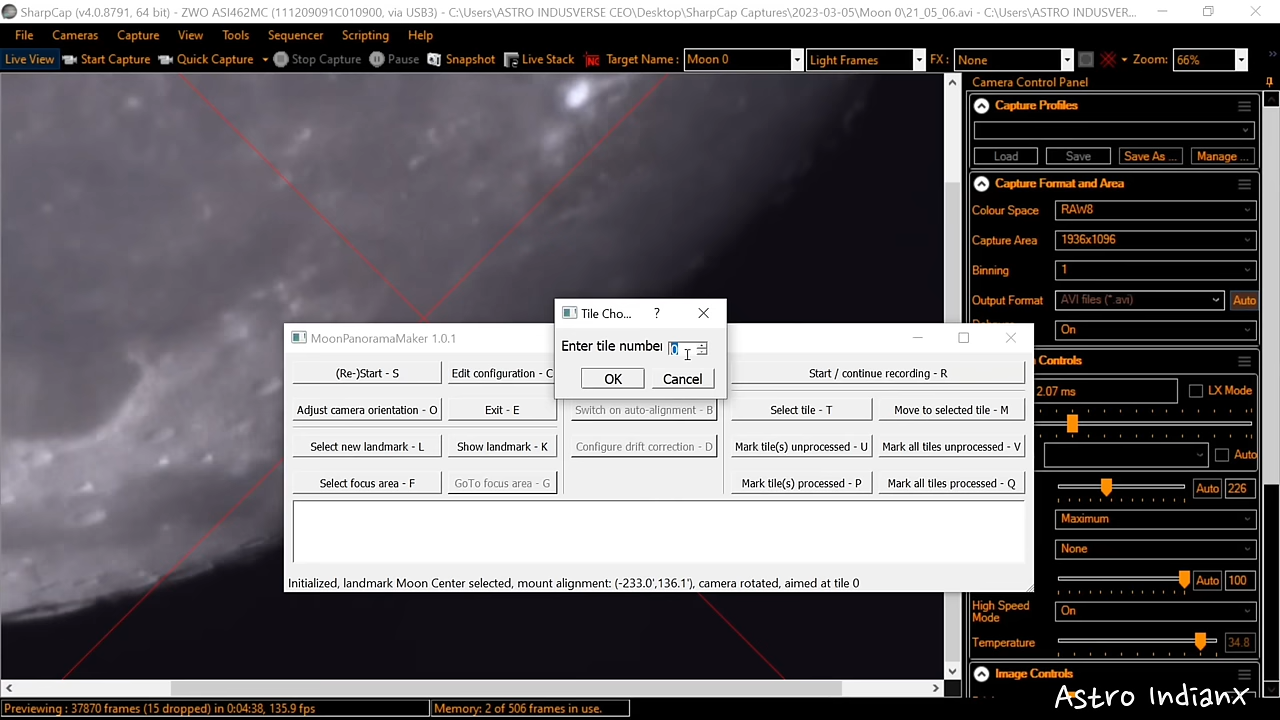 SharpCap (v4.0.8791, 64 bit) - ZWO ASI462MC (111209091C010900, via USB3) - C:\Users\ASTRO INDUSVERSE CEO\Desktop\SharpCap Captures\2023-03-05\Moon 0\21_05_06.avi - C:\Users\ASTRO INDUSVER...
File Cameras Capture View Tools Sequencer Scripting Help
Live View Start Capture Quick Capture Stop Capture Pause Snapshot Live Stack NC Target Name : Moon 0 Light Frames FX : None Zoom: 66%
Camera Control Panel
Capture Profiles
Load Save Save As ... Manage ...
Capture Format and Area
Colour Space RAW8
Capture Area 1936x1096
Binning 1
Output Format AVI files (*.avi) Auto
On
Controls
2.07 ms LX Mode
Auto
Auto 226
Maximum
None
Auto 100
High Speed Mode On
Temperature 34.8
Image Controls
Tile Cho... ?
Enter tile number 0
OK Cancel
MoonPanoramaMaker 1.0.1
(Re-)Start - S Edit configuration - C Start / continue recording - R
Adjust camera orientation - O Exit - E Switch on auto-alignment - B Select tile - T Move to selected tile - M
Select new landmark - L Show landmark - K Configure drift correction - D Mark tile(s) unprocessed - U Mark all tiles unprocessed - V
Select focus area - F GoTo focus area - G Mark tile(s) processed - P Mark all tiles processed - Q
Initialized, landmark Moon Center selected, mount alignment: (-233.0',136.1'), camera rotated, aimed at tile 0
Previewing : 37870 frames (15 dropped) in 0:04:38, 135.9 fps Memory: 2 of 506 frames in use.
Astro IndianX